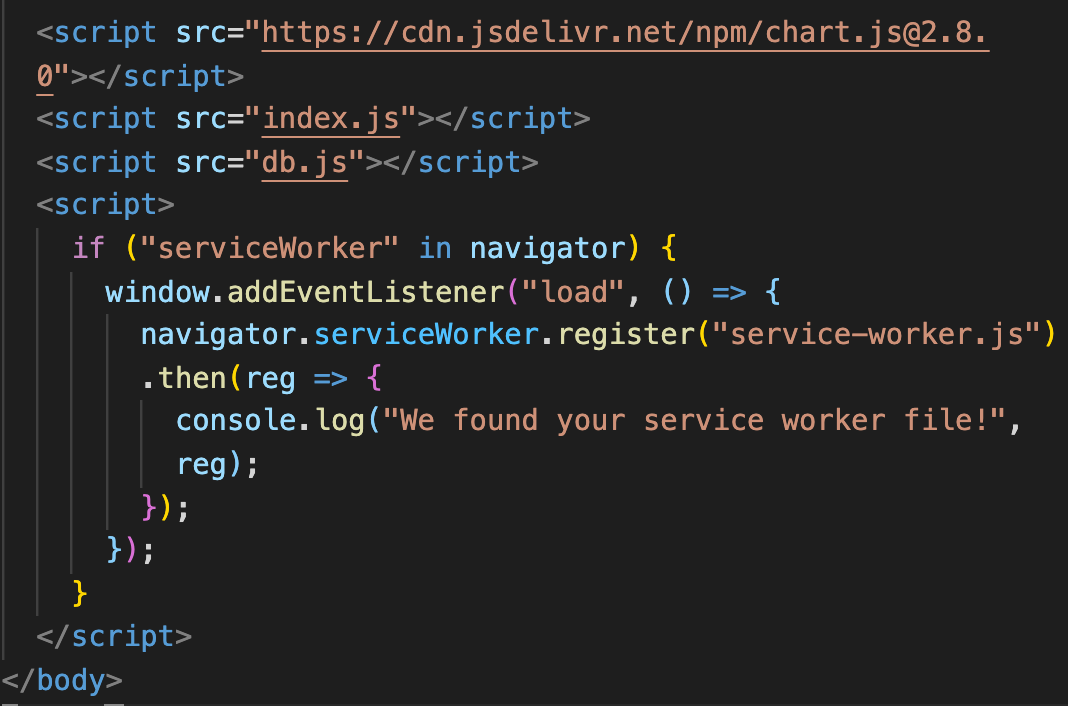 <script src="https://cdn.jsdelivr.net/npm/chart.js@2.8.
0"></script>
<script src="index.js"></script>
<script src="db.js"></script>
<script>
if ("serviceWorker" in navigator) {
window.addEventListener("load", () => {
navigator.serviceWorker.register("service-worker.js")
.then(reg => {
console.log("We found your service worker file!",
reg);
});
});
}
</script>
</body>